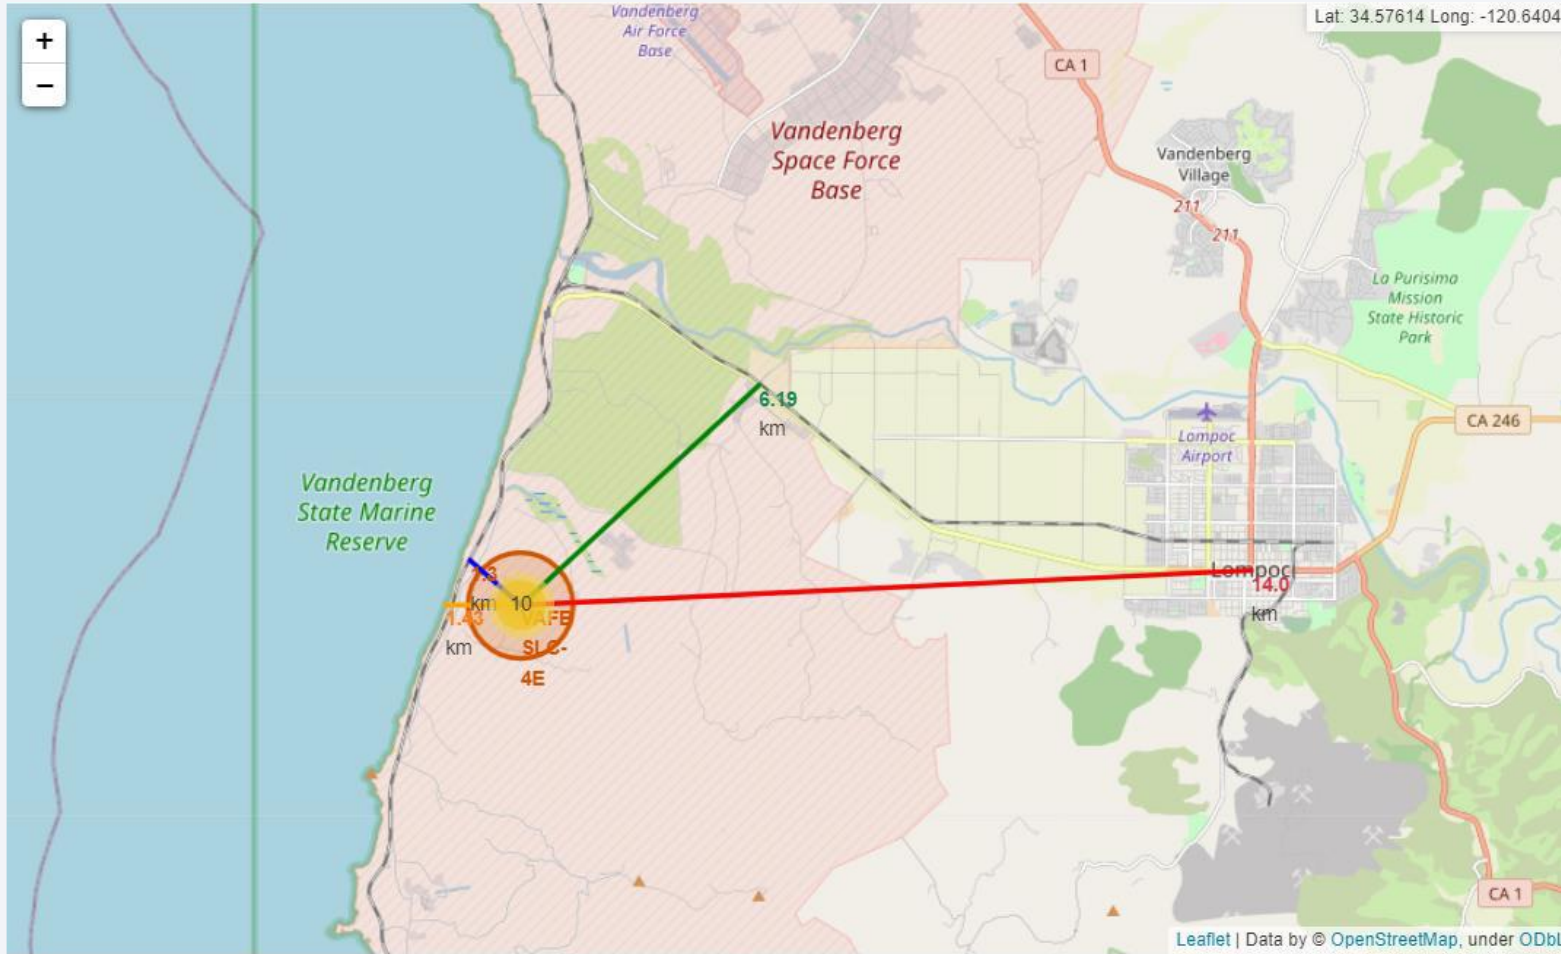 +
−
Vandenberg
Air Force
Base
Lat: 34.57614 Long: -120.6404
CA 1
Vandenberg
Space Force
Base
Vandenberg
Village
211
211
La Purisima
Mission
State Historic
Park
6.19
km
CA 246
Lompoc
Airport
Vandenberg
State Marine
Reserve
Lompoc
14.0
km
km
10
1.43
km
VAFB
SLC-
4E
CA 1
Leaflet | Data by © OpenStreetMap, under ODbL